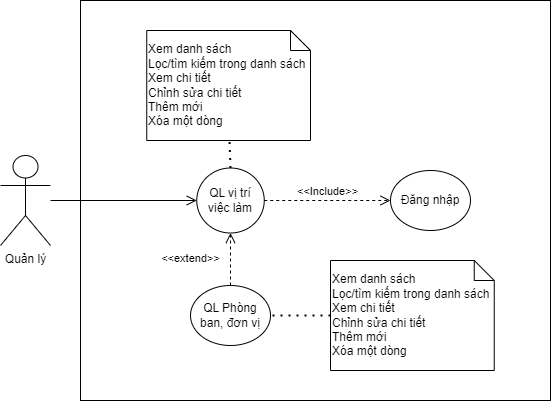 Xem danh sách
Lọc/tìm kiếm trong danh sách
Xem chi tiết
Chỉnh sửa chi tiết
Thêm mới
Xóa một dòng
QL vị trí
việc làm
<<Include>>
Đăng nhập
Quản lý
<<extend>>
QL Phòng
ban, đơn vị
Xem danh sách
Lọc/tìm kiếm trong danh sách
Xem chi tiết
Chỉnh sửa chi tiết
Thêm mới
Xóa một dòng